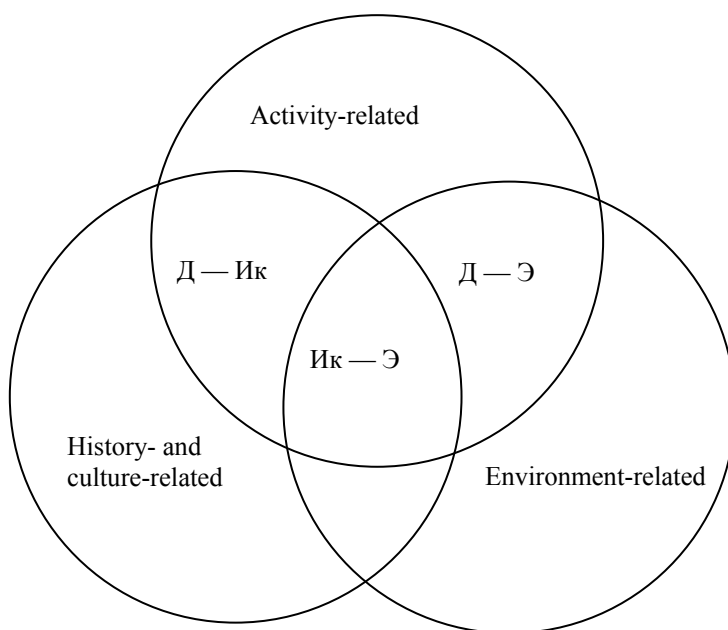 Activity-related
Д — Ик
Д — Э
Ик — Э
History- and
culture-related
Environment-related